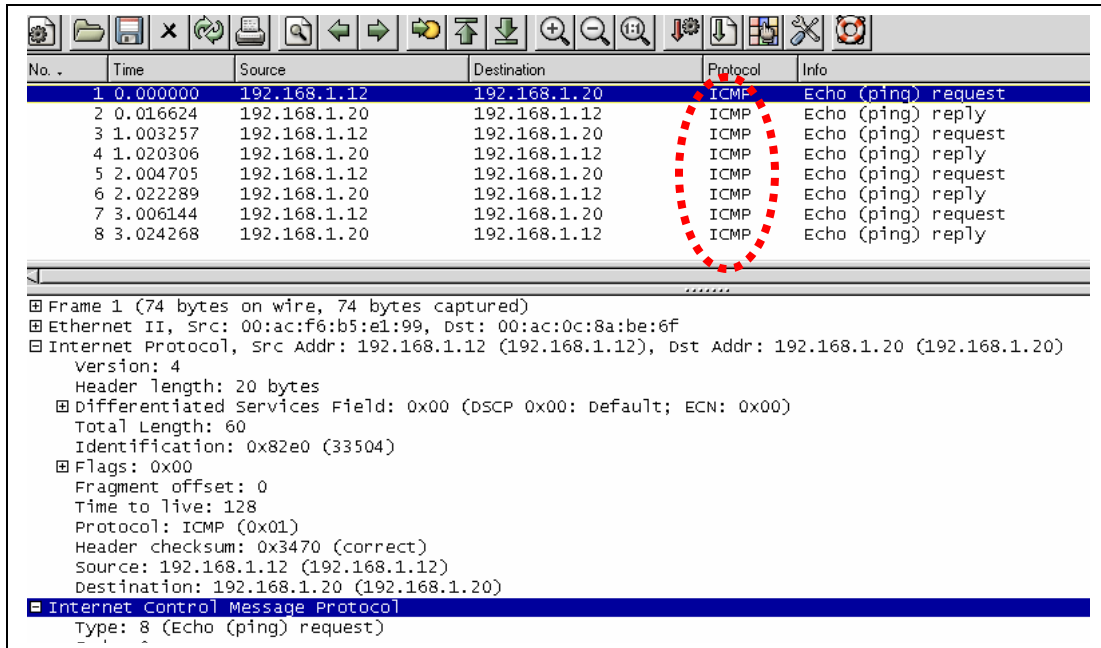 No. . Time Source Destination Protocol Info
1 0.000000 192.168.1.12 192.168.1.20 ICMP Echo (ping) request
2 0.016624 192.168.1.20 192.168.1.12 ICMP Echo (ping) reply
3 1.003257 192.168.1.12 192.168.1.20 ICMP Echo (ping) request
4 1.020306 192.168.1.20 192.168.1.12 ICMP Echo (ping) reply
5 2.004705 192.168.1.12 192.168.1.20 ICMP Echo (ping) request
6 2.022289 192.168.1.20 192.168.1.12 ICMP Echo (ping) reply
7 3.006144 192.168.1.12 192.168.1.20 ICMP Echo (ping) request
8 3.024268 192.168.1.20 192.168.1.12 ICMP Echo (ping) reply
Frame 1 (74 bytes on wire, 74 bytes captured)
Ethernet II, Src: 00:ac:f6:b5:e1:99, Dst: 00:ac:0c:8a:be:6f
Internet Protocol, Src Addr: 192.168.1.12 (192.168.1.12), Dst Addr: 192.168.1.20 (192.168.1.20)
Version: 4
Header length: 20 bytes
Differentiated Services Field: 0x00 (DSCP 0x00: Default; ECN: 0x00)
Total Length: 60
Identification: 0x82e0 (33504)
Flags: 0x00
Fragment offset: 0
Time to live: 128
Protocol: ICMP (0x01)
Header checksum: 0x3470 (correct)
Source: 192.168.1.12 (192.168.1.12)
Destination: 192.168.1.20 (192.168.1.20)
Internet Control Message Protocol
Type: 8 (Echo (ping) request)